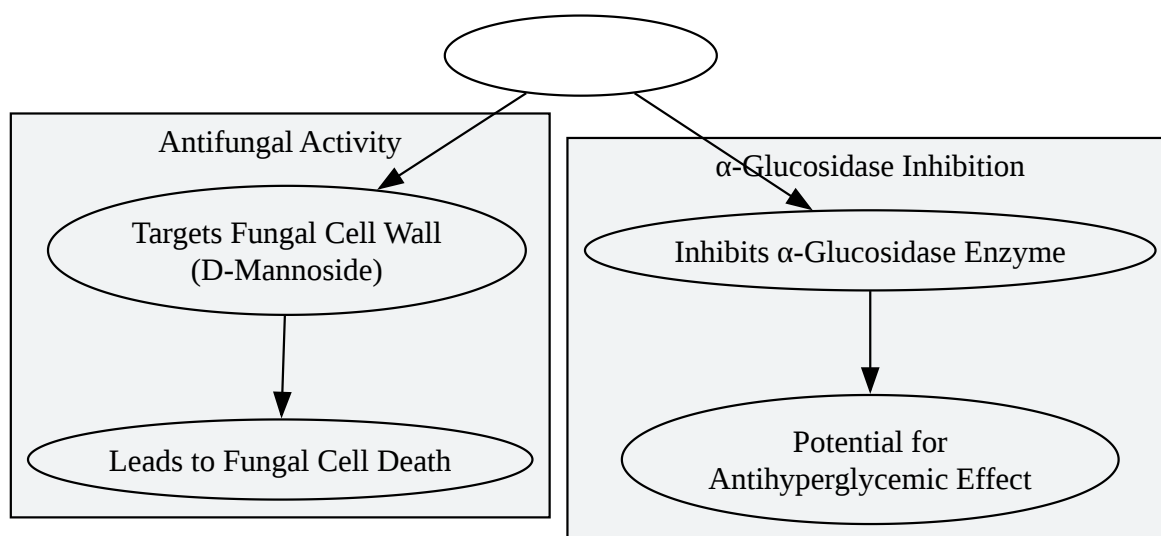 Antifungal Activity
α-Glucosidase Inhibition
Targets Fungal Cell Wall
(D-Mannoside)
Inhibits α-Glucosidase Enzyme
Leads to Fungal Cell Death
Potential for
Antihyperglycemic Effect